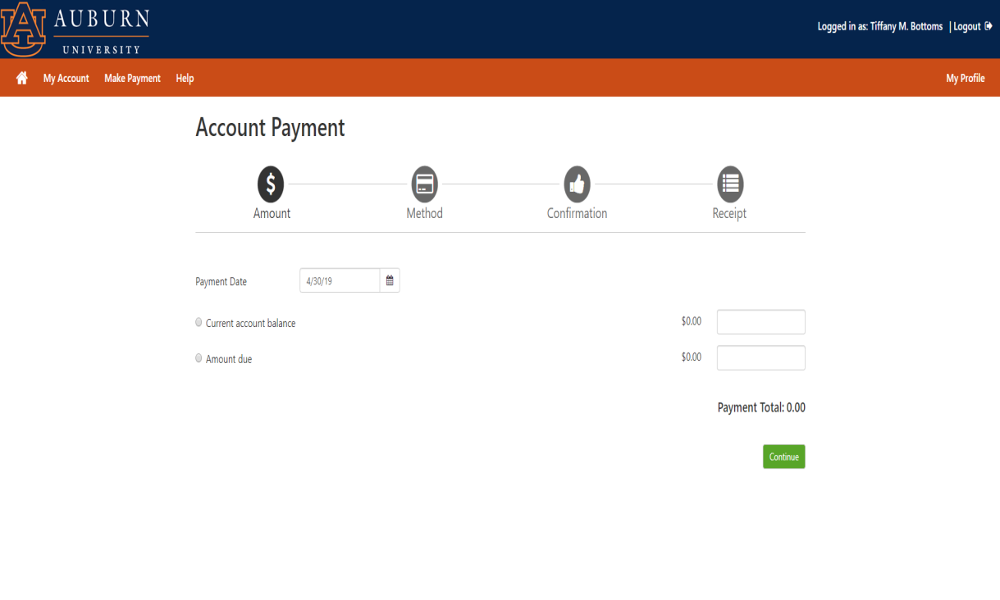 AUBURN
UNIVERSITY
Logged in as: Tiffany M. Bottoms | Logout
My Account Make Payment Help My Profile
Account Payment
Amount Method Confirmation Receipt
Payment Date 4/30/19
Current account balance $0.00
Amount due $0.00
Payment Total: 0.00
Continue